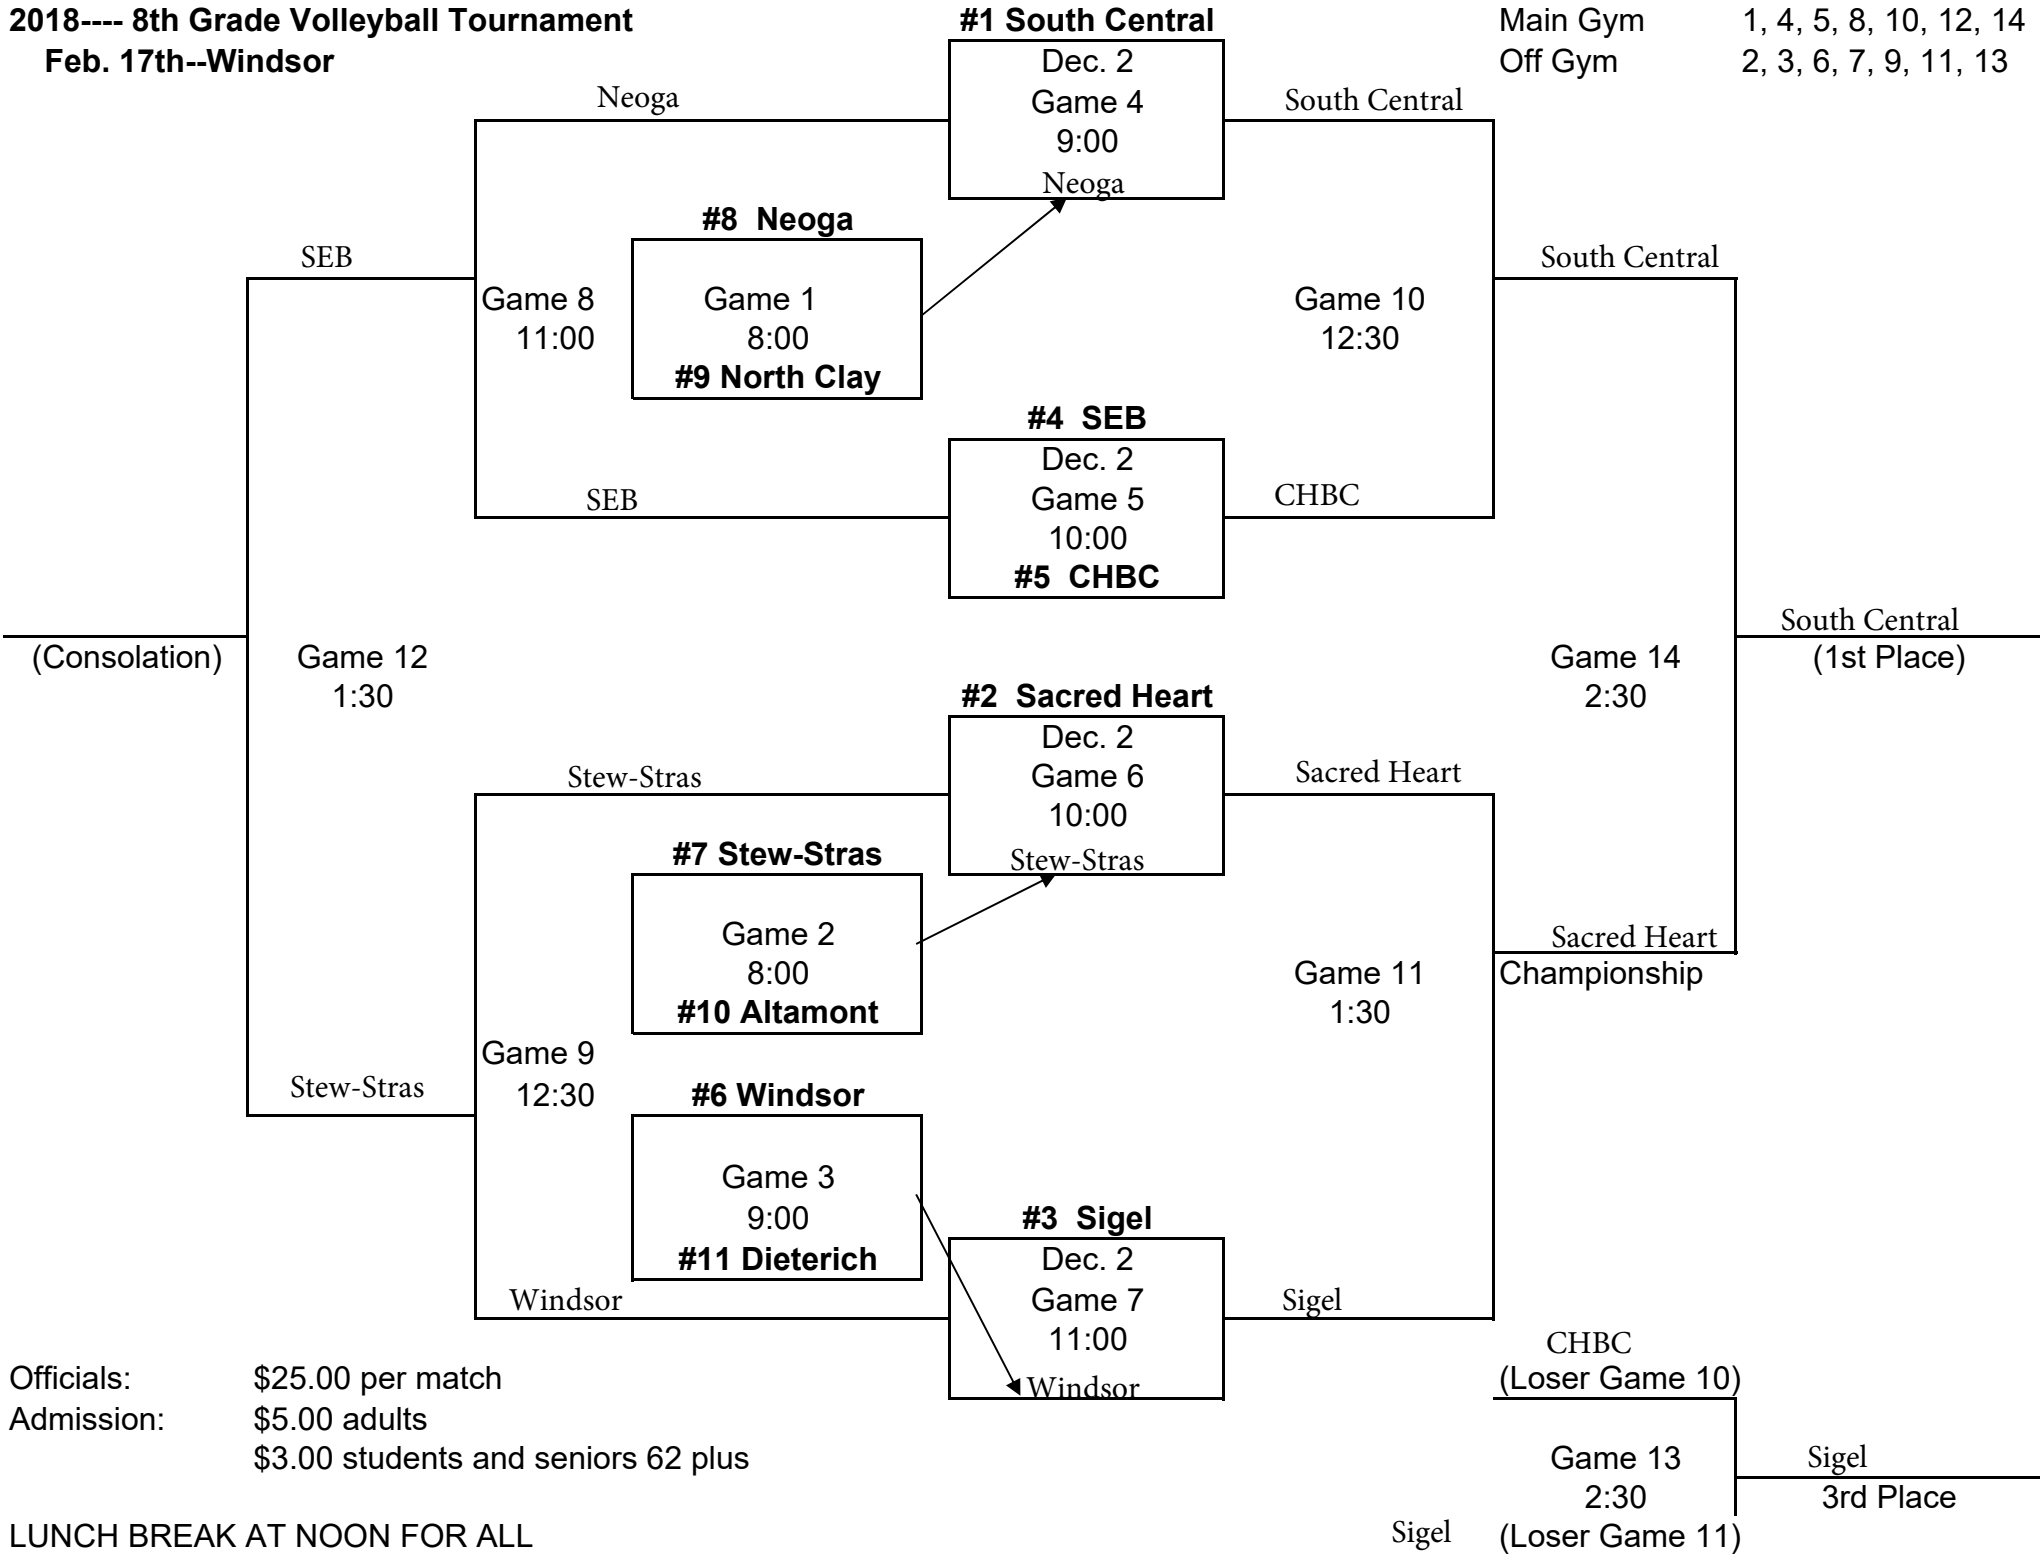 2018---- 8th Grade Volleyball Tournament
Feb. 17th--Windsor
#1 South Central
Main Gym 1, 4, 5, 8, 10, 12, 14
Off Gym 2, 3, 6, 7, 9, 11, 13
Dec. 2
Game 4
9:00
Neoga
Neoga
South Central
#8 Neoga
Game 1
8:00
#9 North Clay
SEB
Game 8
11:00
Game 10
12:30
South Central
#4 SEB
Dec. 2
Game 5
10:00
#5 CHBC
SEB
CHBC
(Consolation)
Game 12
1:30
Game 14
2:30
South Central
(1st Place)
#2 Sacred Heart
Dec. 2
Game 6
10:00
Stew-Stras
Stew-Stras
Sacred Heart
#7 Stew-Stras
Game 2
8:00
#10 Altamont
Game 11
1:30
Sacred Heart
Championship
Stew-Stras
Game 9
12:30
#6 Windsor
Game 3
9:00
#11 Dieterich
#3 Sigel
Dec. 2
Game 7
11:00
Windsor
Windsor
Sigel
CHBC
(Loser Game 10)
Game 13
2:30
Sigel
(Loser Game 11)
Sigel
3rd Place
Officials: $25.00 per match
Admission: $5.00 adults
$3.00 students and seniors 62 plus
LUNCH BREAK AT NOON FOR ALL